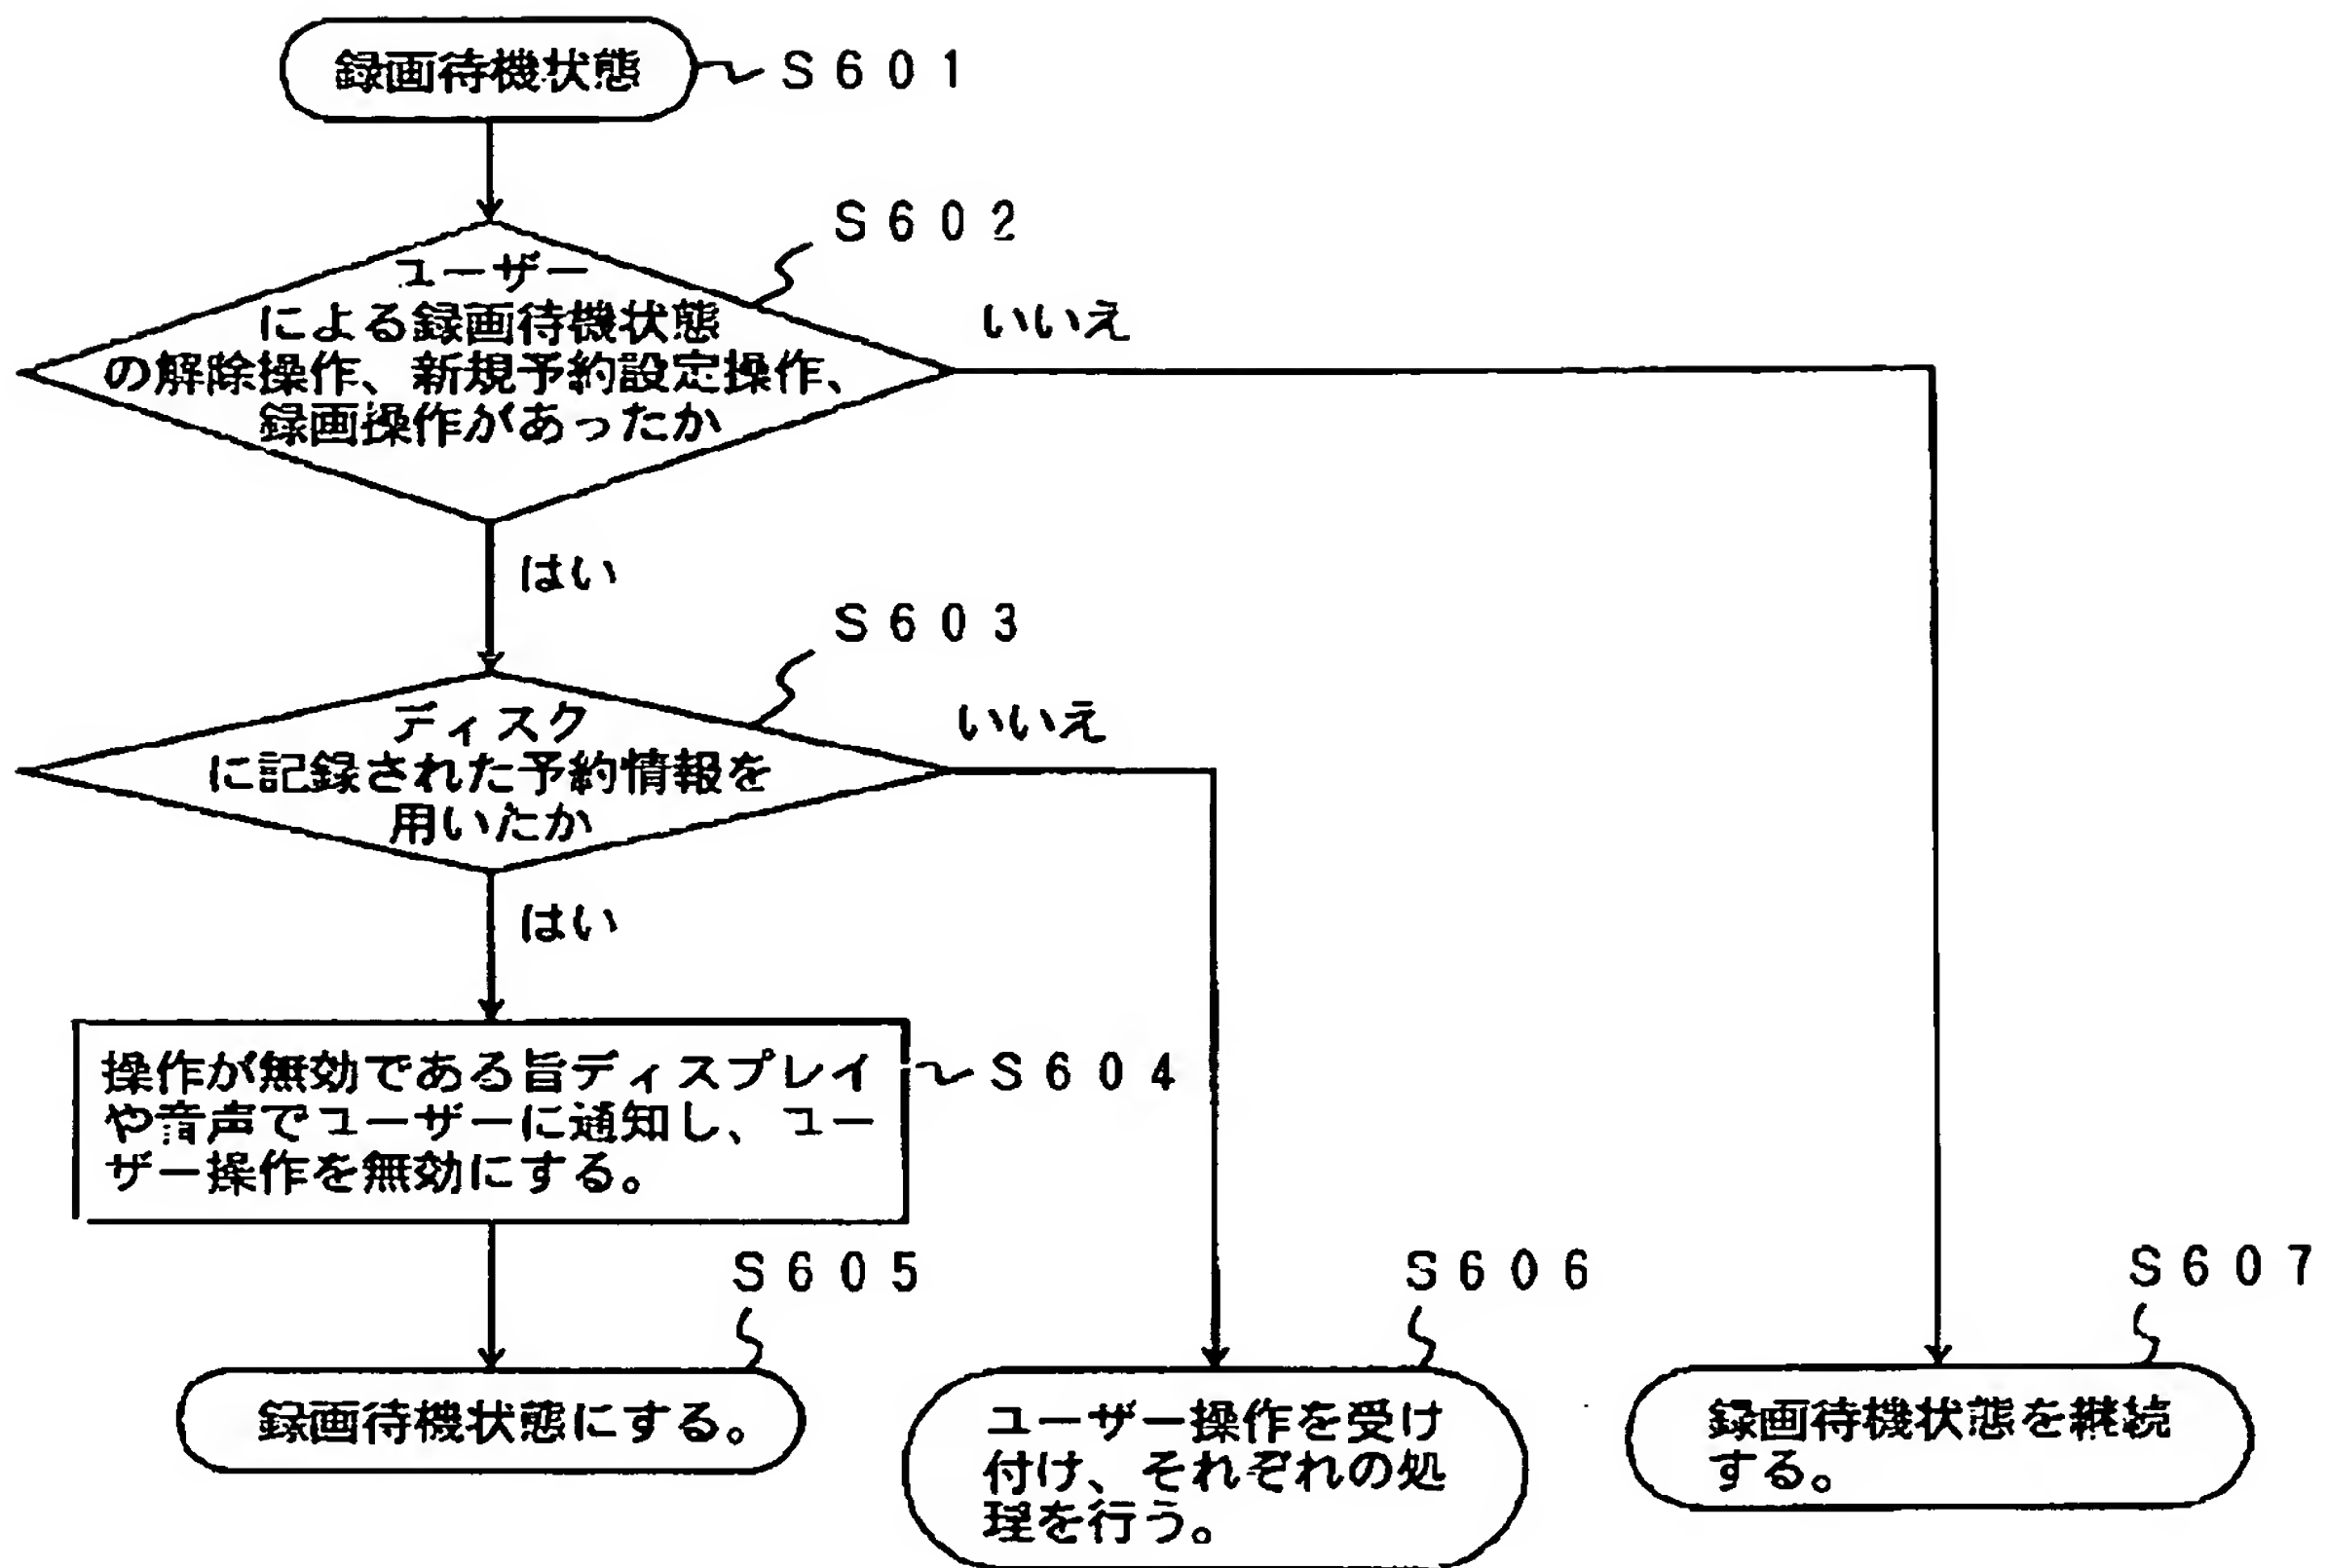 録画待機状態
S601
S602
ユーザー
による録画待機状態
の解除操作、新規予約設定操作、
録画操作があったか
いいえ
はい
S603
ディスク
に記録された予約情報を
用いたか
いいえ
はい
操作が無効である旨ディスプレイ
や音声でユーザーに通知し、ユー
ザー操作を無効にする。
S604
S605
録画待機状態にする。
S606
ユーザー操作を受け
付け、それぞれの処
理を行う。
S607
録画待機状態を継続
する。